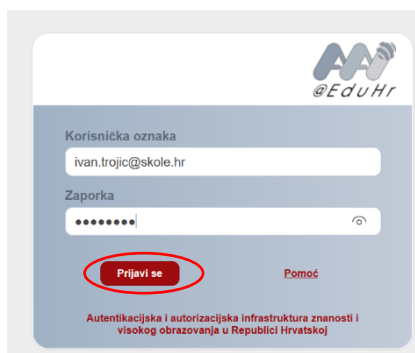 @EduHr
Korisnička oznaka
ivan.trojic@skole.hr
Zaporka
••••••••
Prijavi se
Pomoć
Autentikacijska i autorizacijska infrastruktura znanosti i
visokog obrazovanja u Republici Hrvatskoj